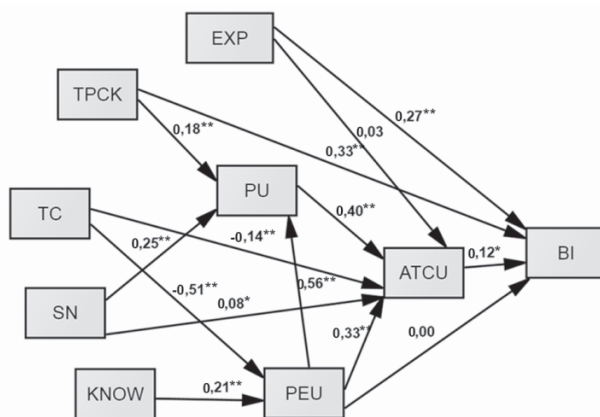 EXP
TPCK
0,27**
0,18**
0,03
0,33**
PU
TC
0,40**
0,25**
-0,14**
ATCU
0,12*
BI
-0,51**
0,56**
SN
0,08*
0,33**
0,00
KNOW
0,21**
PEU